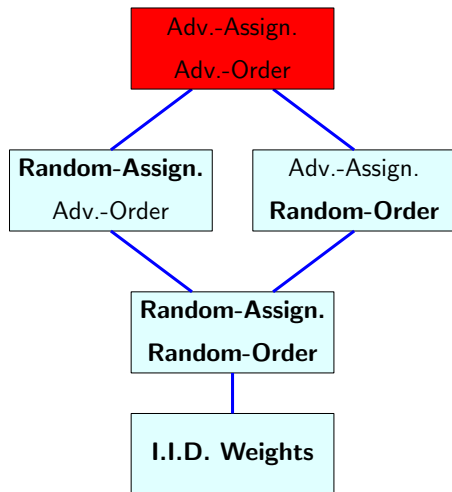 Adv.-Assign.
Adv.-Order
Random-Assign.
Adv.-Order
Adv.-Assign.
Random-Order
Random-Assign.
Random-Order
I.I.D. Weights